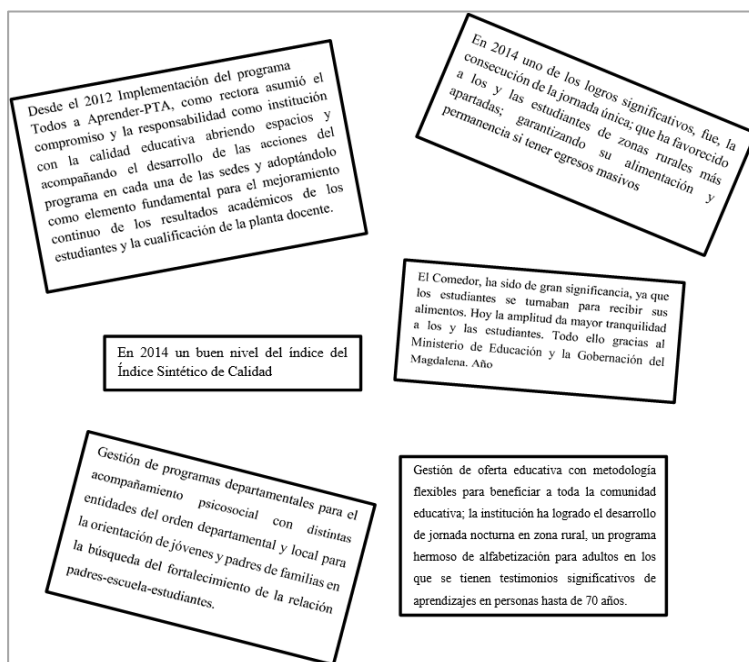 Desde el 2012 Implementación del programa
Todos a Aprender-PTA, como rectora asumió el
compromiso y la responsabilidad como institución
con la calidad educativa abriendo espacios y
acompañando el desarrollo de las acciones del
programa en cada una de las sedes y adoptándolo
como elemento fundamental para el mejoramiento
continuo de los resultados académicos de los
estudiantes y la cualificación de la planta docente.
En 2014 uno de los logros significativos, fue, la
consecución de la jornada única; que ha favorecido
a los y las estudiantes de zonas rurales más
apartadas; garantizando su alimentación y
permanencia si tener egresos masivos
El Comedor, ha sido de gran significancia, ya que
los estudiantes se turnaban para recibir sus
alimentos. Hoy la amplitud da mayor tranquilidad
a los y las estudiantes. Todo ello gracias al
Ministerio de Educación y la Gobernación del
Magdalena. Año
En 2014 un buen nivel del índice del
Índice Sintético de Calidad
Gestión de programas departamentales para el
acompañamiento psicosocial con distintas
entidades del orden departamental y local para
la orientación de jóvenes y padres de familias en
la búsqueda del fortalecimiento de la relación
padres-escuela-estudiantes.
Gestión de oferta educativa con metodología
flexibles para beneficiar a toda la comunidad
educativa; la institución ha logrado el desarrollo
de jornada nocturna en zona rural, un programa
hermoso de alfabetización para adultos en los
que se tienen testimonios significativos de
aprendizajes en personas hasta de 70 años.